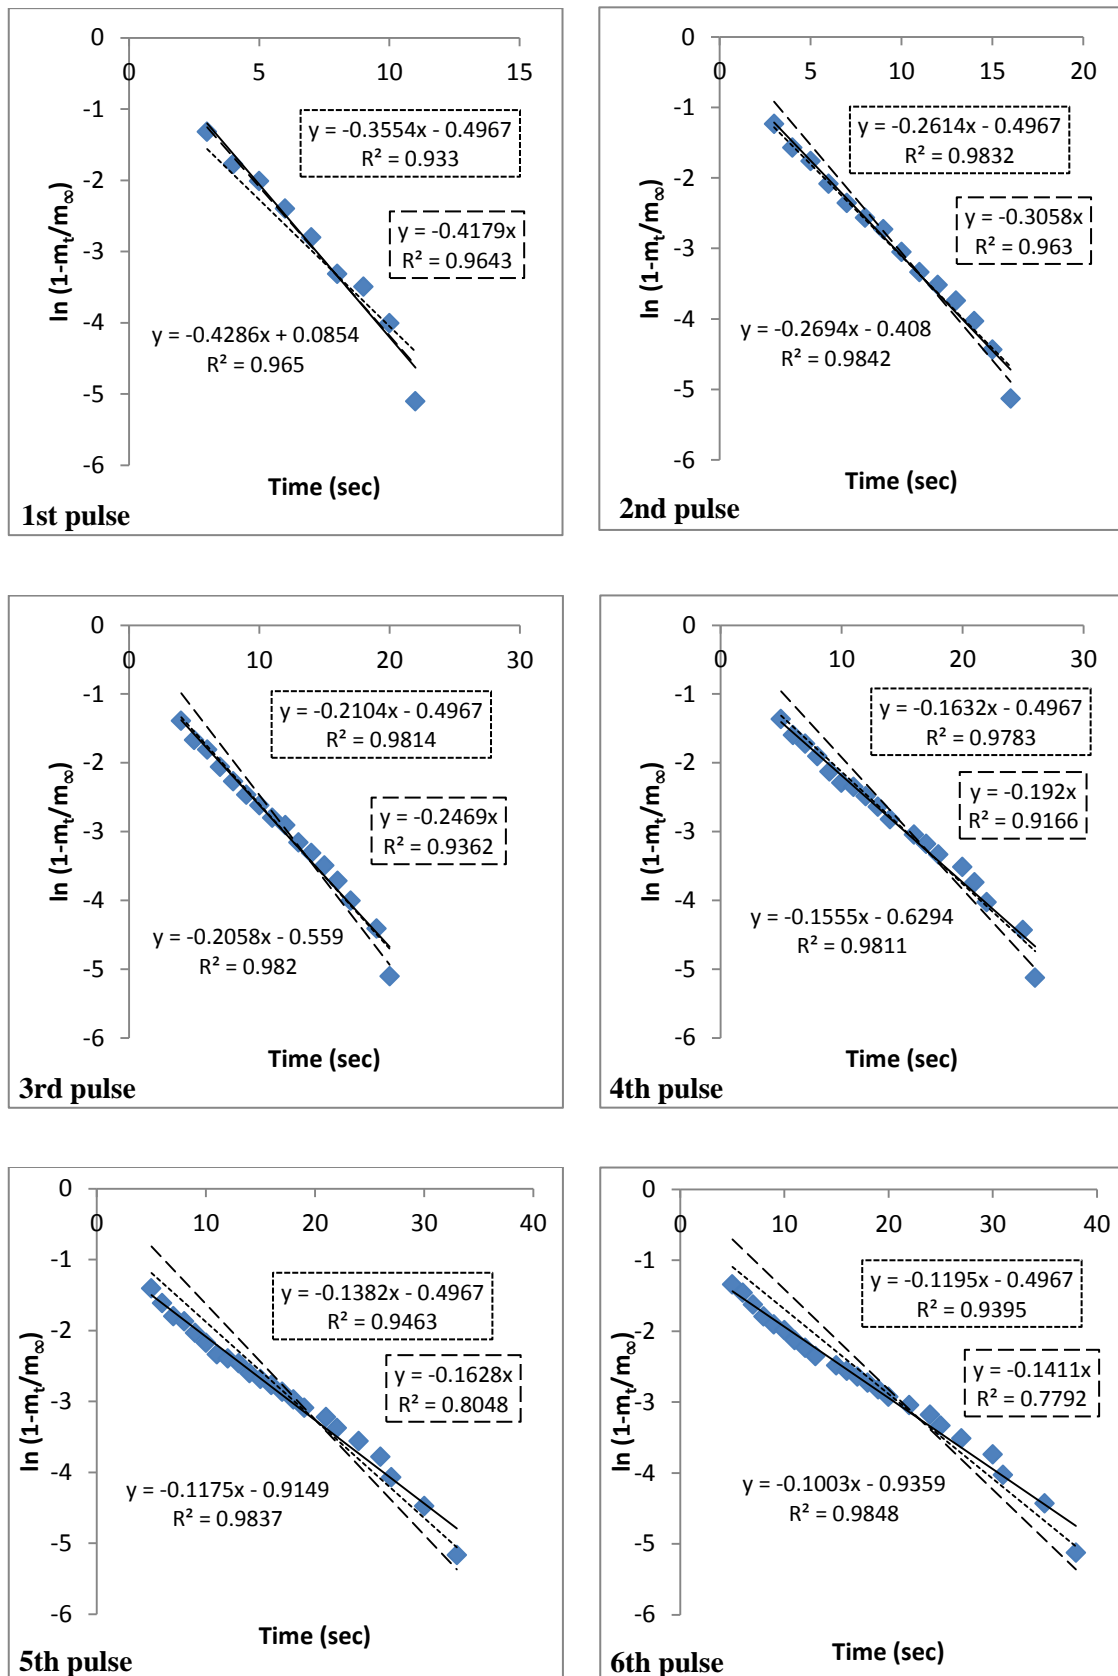 0
0 5 10 15
-1
-2
-3
-4
-5
-6
ln (1-mt/m∞)
y = -0.3554x - 0.4967
R² = 0.933
y = -0.4179x
R² = 0.9643
y = -0.4286x + 0.0854
R² = 0.965
Time (sec)
1st pulse
0
0 5 10 15 20
-1
-2
-3
-4
-5
-6
ln (1-mt/m∞)
y = -0.2614x - 0.4967
R² = 0.9832
y = -0.3058x
R² = 0.963
y = -0.2694x - 0.408
R² = 0.9842
Time (sec)
2nd pulse
0
0 10 20 30
-1
-2
-3
-4
-5
-6
ln (1-mt/m∞)
y = -0.2104x - 0.4967
R² = 0.9814
y = -0.2469x
R² = 0.9362
y = -0.2058x - 0.559
R² = 0.982
Time (sec)
3rd pulse
0
0 10 20 30
-1
-2
-3
-4
-5
-6
ln (1-mt/m∞)
y = -0.1632x - 0.4967
R² = 0.9783
y = -0.192x
R² = 0.9166
y = -0.1555x - 0.6294
R² = 0.9811
Time (sec)
4th pulse
0
0 10 20 30 40
-1
-2
-3
-4
-5
-6
ln (1-mt/m∞)
y = -0.1382x - 0.4967
R² = 0.9463
y = -0.1628x
R² = 0.8048
y = -0.1175x - 0.9149
R² = 0.9837
Time (sec)
5th pulse
0
0 10 20 30 40
-1
-2
-3
-4
-5
-6
ln (1-mt/m∞)
y = -0.1195x - 0.4967
R² = 0.9395
y = -0.1411x
R² = 0.7792
y = -0.1003x - 0.9359
R² = 0.9848
Time (sec)
6th pulse